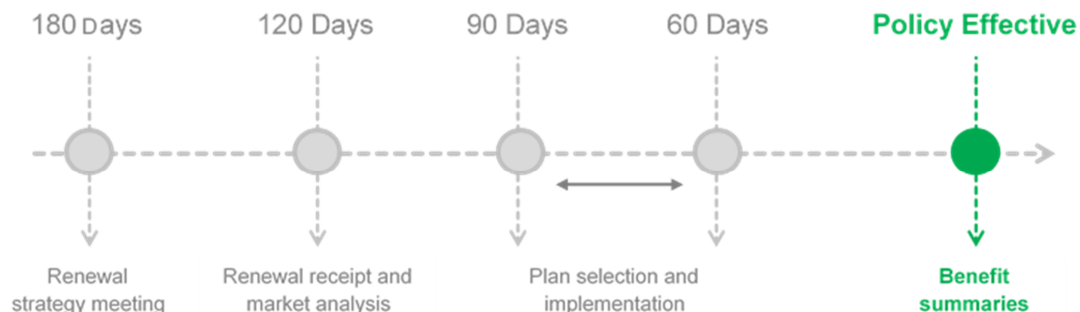 180 Days
120 Days
90 Days
60 Days
Policy Effective
Renewal
strategy meeting
Renewal receipt and
market analysis
Plan selection and
implementation
Benefit
summaries